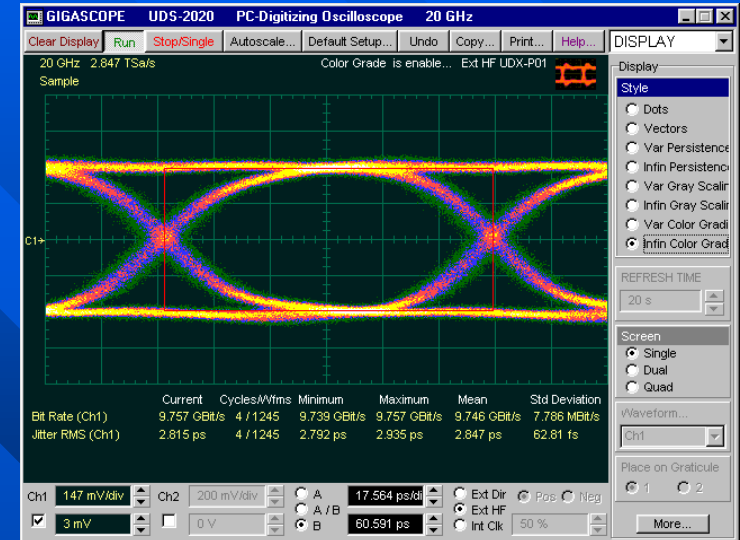 GIGASCOPE UDS-2020 PC-Digitizing Oscilloscope 20 GHz
Clear Display Run Stop/Single Autoscale... Default Setup... Undo Copy... Print... Help... DISPLAY
20 GHz 2.847 TSa/s Color Grade is enable... Ext HF UDX-P01
Sample
Display
Style
Dots
Vectors
Var Persistence
Infin Persistenc
Var Gray Scalin
Infin Gray Scalin
Var Color Gradi
Infin Color Grad
C1
REFRESH TIME
20 s
Screen
Single
Dual
Quad
Waveform...
Ch1
Place on Graticule
1 2
More...
Current Cycles/Wfms Minimum Maximum Mean Std Deviation
Bit Rate (Ch1) 9.757 GBit/s 4 / 1245 9.739 GBit/s 9.757 GBit/s 9.746 GBit/s 7.786 MBit/s
Jitter RMS (Ch1) 2.815 ps 4 / 1245 2.792 ps 2.935 ps 2.847 ps 62.81 fs
Ch1 147 mV/div Ch2 200 mV/div A 17.564 ps/di Ext Dir Pos Neg
A / B Ext HF
3 mV 0 V B 60.591 ps Int Clk 50 %